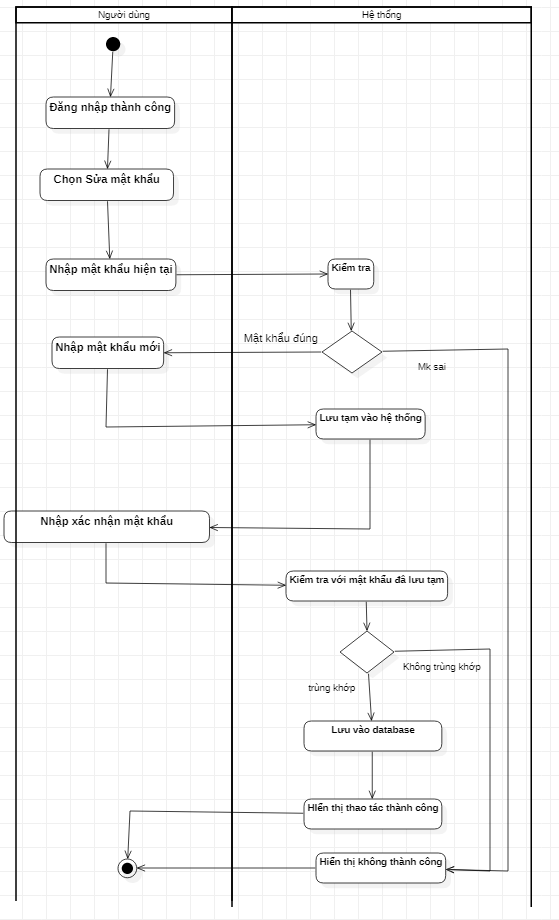 Người dùng
Hệ thống
Đăng nhập thành công
Chọn Sửa mật khẩu
Nhập mật khẩu hiện tại
Kiểm tra
Mật khẩu đúng
Nhập mật khẩu mới
Mk sai
Lưu tạm vào hệ thống
Nhập xác nhận mật khẩu
Kiểm tra với mật khẩu đã lưu tạm
Không trùng khớp
trùng khớp
Lưu vào database
HIển thị thao tác thành công
Hiển thị không thành công